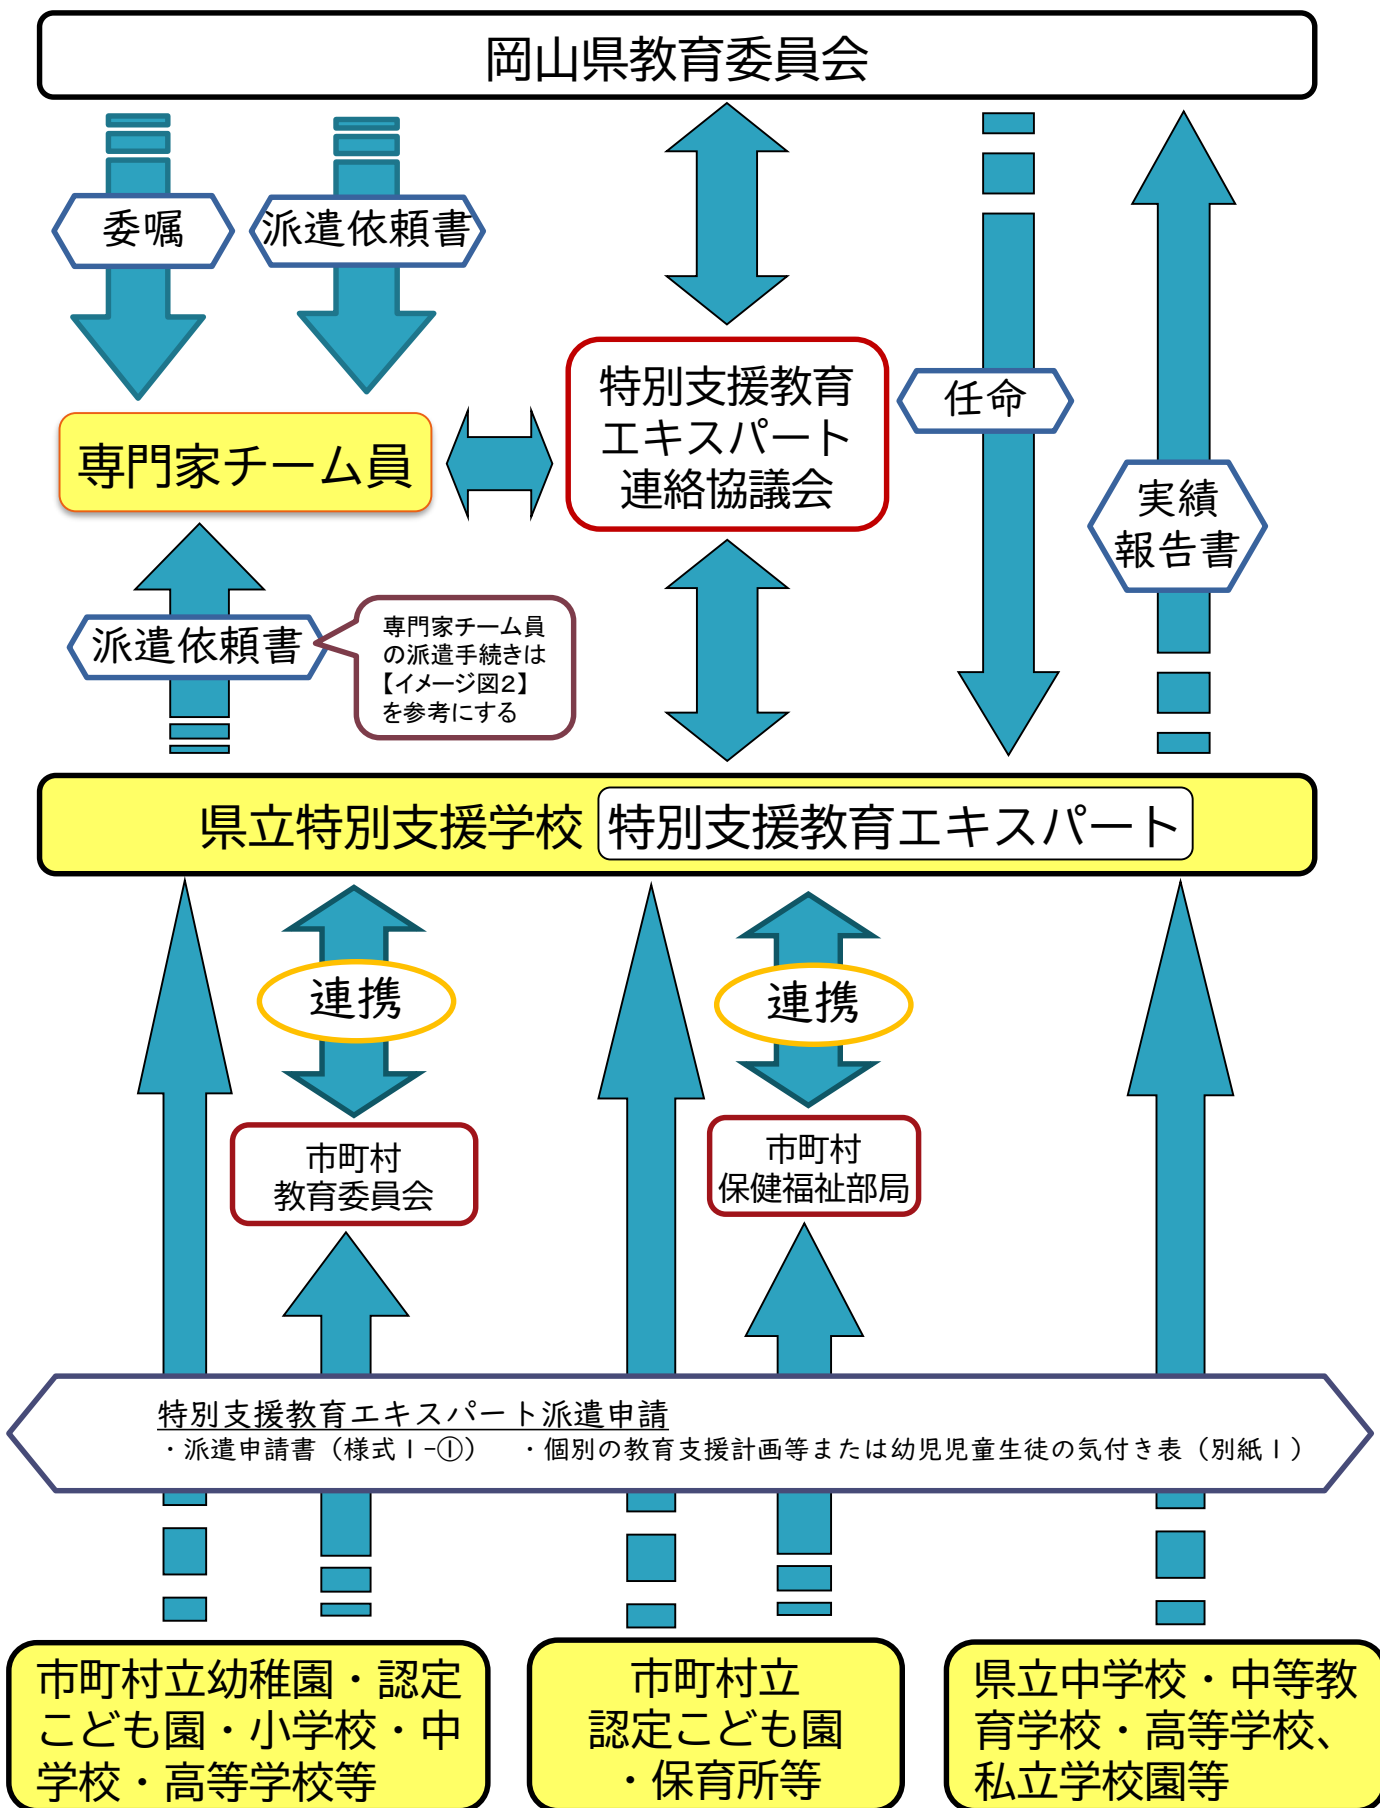 岡山県教育委員会
委嘱
派遣依頼書
特別支援教育
エキスパート
連絡協議会
任命
専門家チーム員
実績
報告書
派遣依頼書
専門家チーム員
の派遣手続きは
【イメージ図2】
を参考にする
県立特別支援学校
特別支援教育エキスパート
連携
連携
市町村
教育委員会
市町村
保健福祉部局
特別支援教育エキスパート派遣申請
・派遣申請書（様式1-①）　・個別の教育支援計画等または幼児児童生徒の気付き表（別紙1）
市町村立幼稚園・認定
こども園・小学校・中
学校・高等学校等
市町村立
認定こども園
・保育所等
県立中学校・中等教
育学校・高等学校、
私立学校園等